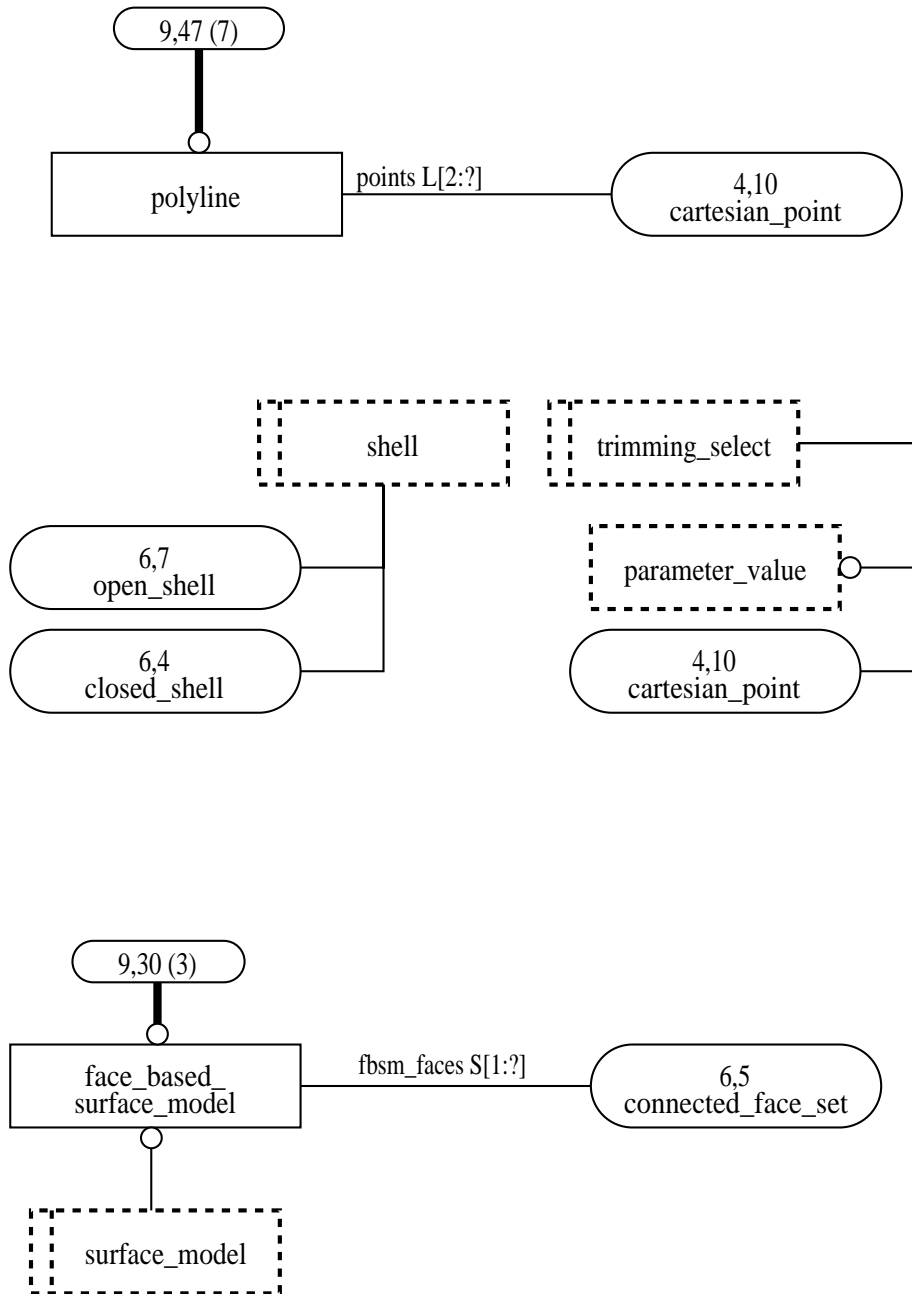 9,47 (7)
polyline
points L[2:?]
4,10
cartesian_point
shell
trimming_select
6,7
open_shell
parameter_value
6,4
closed_shell
4,10
cartesian_point
9,30 (3)
face_based_
surface_model
fbsm_faces S[1:?]
6,5
connected_face_set
surface_model